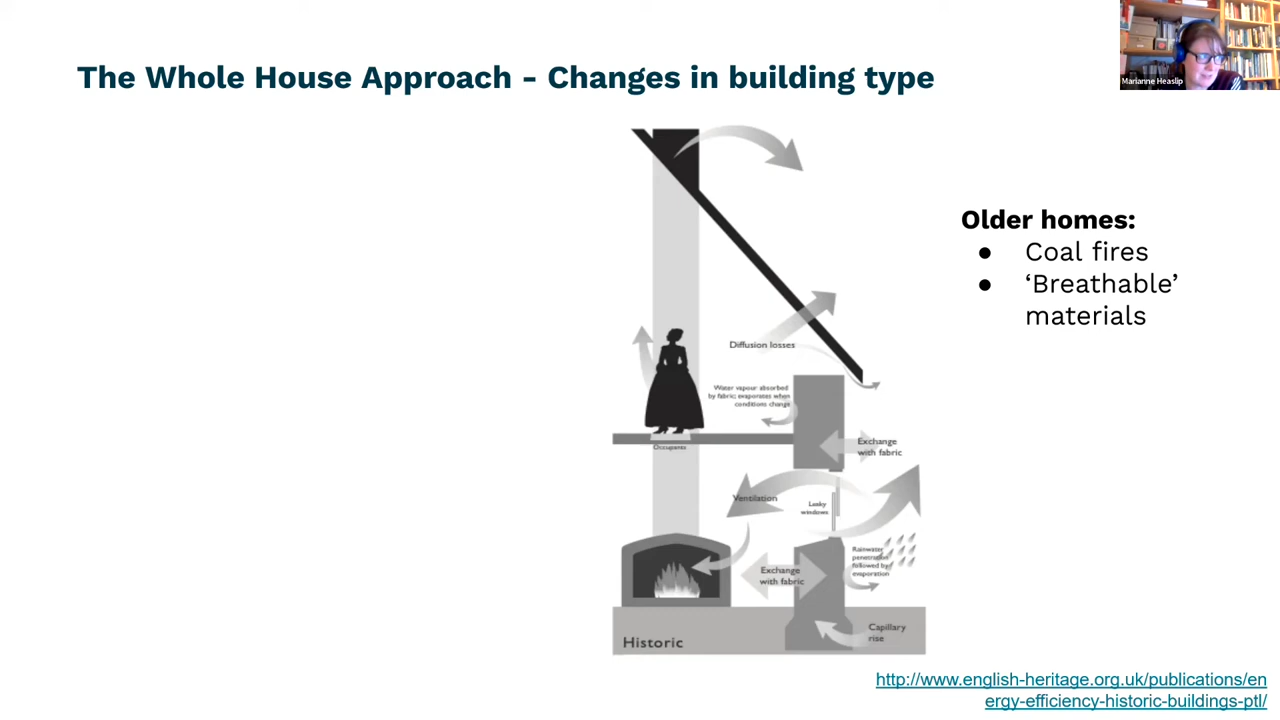 The Whole House Approach - Changes in building type
Marianne Heaslip
Older homes:
● Coal fires
● ‘Breathable’
materials
Diffusion losses
Water vapour absorbed
by fabric; evaporates when
conditions change
Occupants
Exchange
with fabric
Ventilation
Leaky
windows
Rainwater
penetration
followed by
evaporation
Exchange
with fabric
Capillary
rise
Historic
http://www.english-heritage.org.uk/publications/en
ergy-efficiency-historic-buildings-ptl/